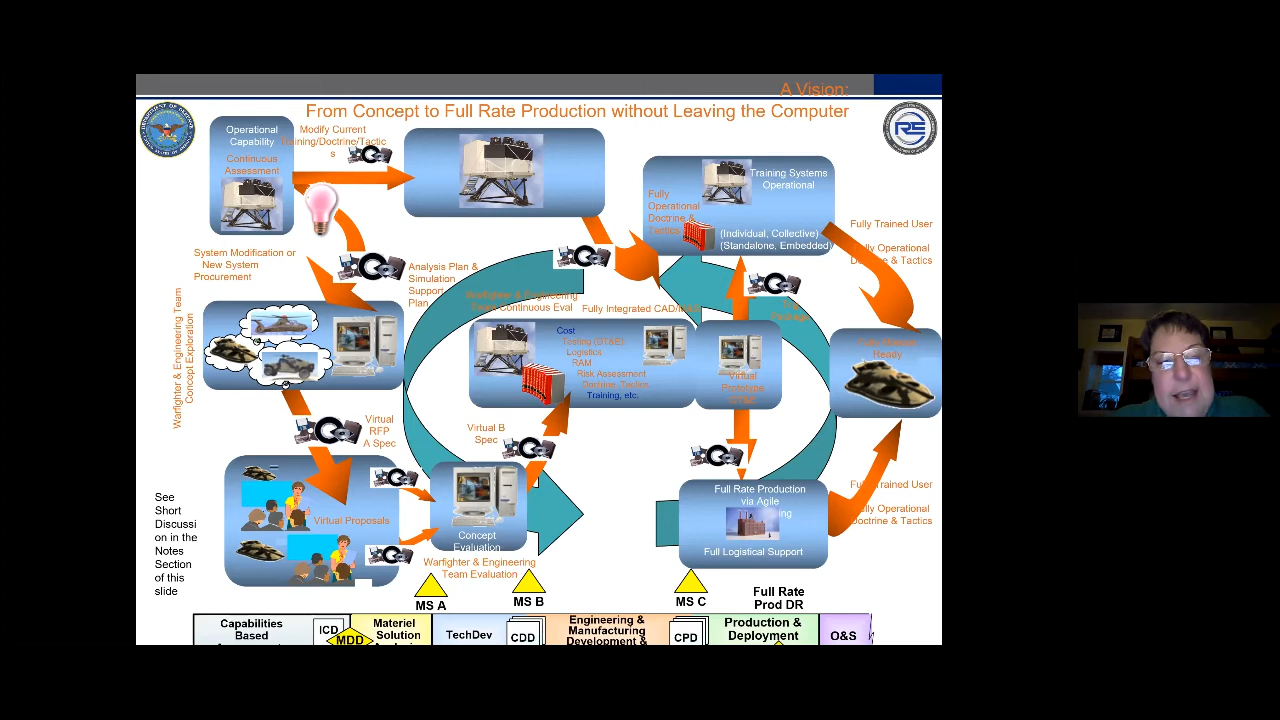 A Vision:
From Concept to Full Rate Production without Leaving the Computer
Operational
Capability
Continuous
Assessment
Modify Current
Training/Doctrine/Tactic
s
Training Systems
Operational
Fully
Operational
Doctrine &
Tactics
(Individual, Collective)
(Standalone, Embedded)
Fully Trained User
Fully Operational
Doctrine & Tactics
System Modification or
New System
Procurement
Analysis Plan &
Simulation
Support
Plan
Warfighter & Engineering
Team Continuous Eval
Fully Integrated CAD/
Warfighter & Engineering Team
Concept Exploration
Cost
Testing (DT&E)
Logistics
RAM
Risk Assessment
Doctrine, Tactics,
Training, etc.
Virtual
Prototype
OT&E
Ready
Virtual
RFP
A Spec
Virtual B
Spec
Virtual Proposals
Concept
Evaluation
Warfighter & Engineering
Team Evaluation
Full Rate Production
via Agile
Full Logistical Support
Fully Trained User
Fully Operational
Doctrine & Tactics
See
Short
Discussi
on in the
Notes
Section
of this
slide
MS A
MS B
MS C
Full Rate
Prod DR
Capabilities
Based
ICD
MDD
Materiel
Solution
TechDev
CDD
Engineering &
Manufacturing
Development &
CPD
Production &
Deployment
O&S